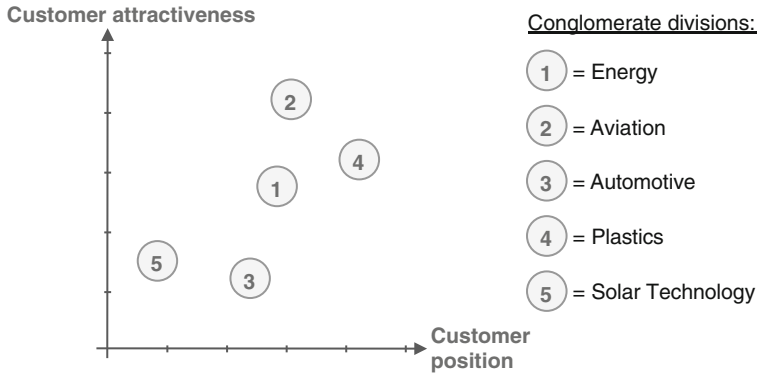 Customer attractiveness
2
4
1
5
3
Customer
position
Conglomerate divisions:
1 = Energy
2 = Aviation
3 = Automotive
4 = Plastics
5 = Solar Technology